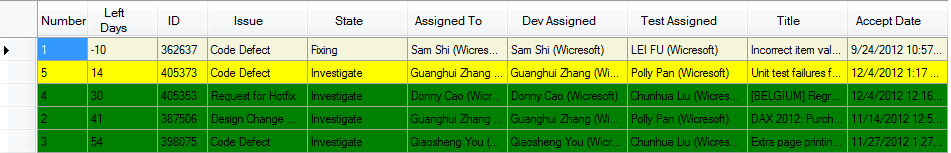 Number Left Days ID Issue State Assigned To Dev Assigned Test Assigned Title Accept Date
1 -10 362637 Code Defect Fixing Sam Shi (Wicresoft) Sam Shi (Wicresoft) LEI FU (Wicresoft) Incorrect item val... 9/24/2012 10:57...
5 14 405373 Code Defect Investigate Guanghui Zhang ... Guanghui Zhang (Wi... Polly Pan (Wicresoft) Unit test failures f... 12/4/2012 1:17 ...
4 30 405353 Request for Hotfix Investigate Donny Cao (Wicr... Donny Cao (Wicresoft) Chunhua Liu (Wicresoft) [BELGIUM] Regr... 12/4/2012 12:16...
2 41 387506 Design Change ... Investigate Guanghui Zhang ... Guanghui Zhang (Wi... Polly Pan (Wicresoft) DAX 2012: Purch... 11/14/2012 12:5...
3 54 398075 Code Defect Investigate Qiaosheng You (... Qiaosheng You (Wicr... Chunhua Liu (Wicresoft) Extra page printin... 11/27/2012 1:27...